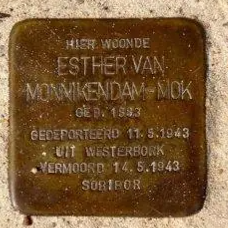 HIER WOONDE
ESTHER VAN
MONNIKENDAM-MOK
GEB. 1883
GEDEPORTEERD 11.5.1943
UIT WESTERBORK
VERMOORD 14.5.1943
SOBIBOR